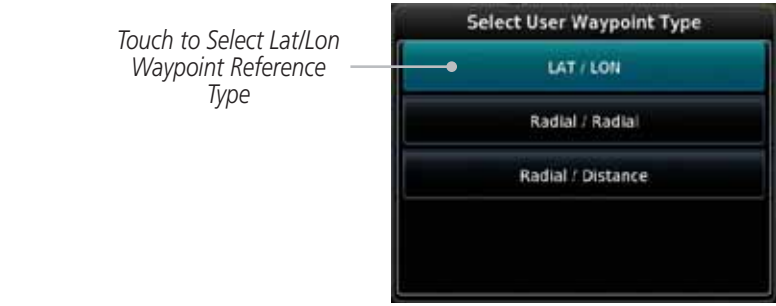 Touch to Select Lat/Lon
Waypoint Reference
Type
Select User Waypoint Type
LAT / LON
Radial / Radial
Radial / Distance